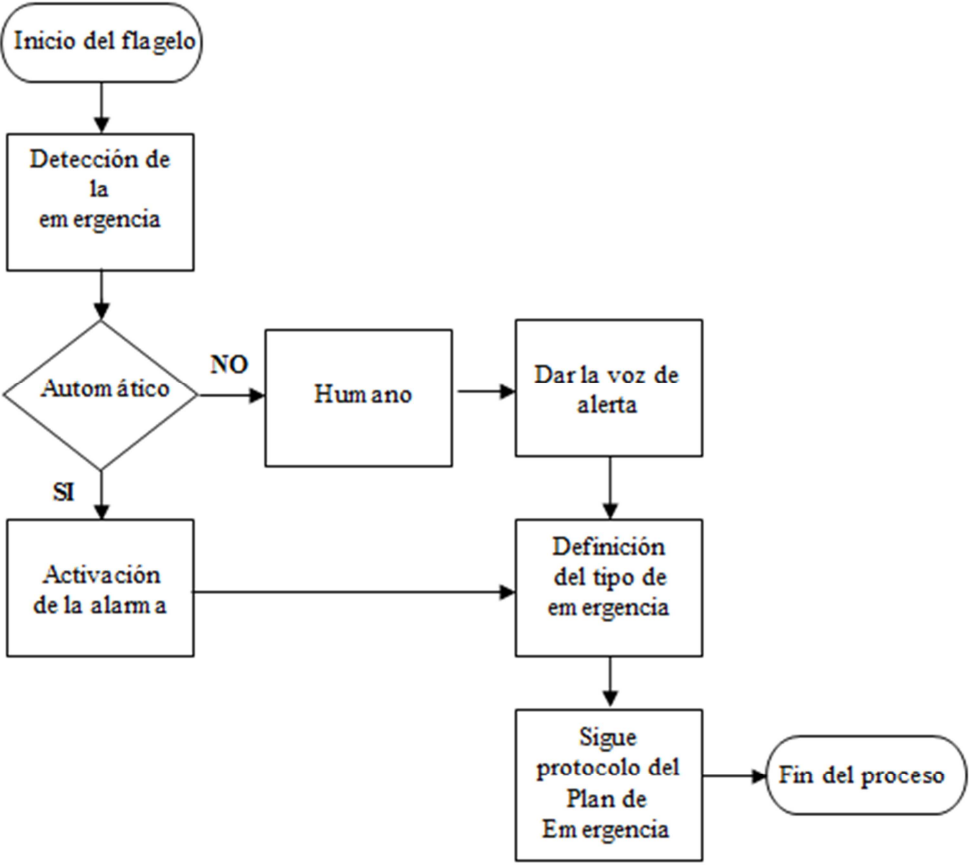 Inicio del flagelo
Detección de
la
emergencia
Automático
NO
Humano
Dar la voz de
alerta
SI
Activación
de la alarma
Definición
del tipo de
emergencia
Sigue
protocolo del
Plan de
Emergencia
Fin del proceso